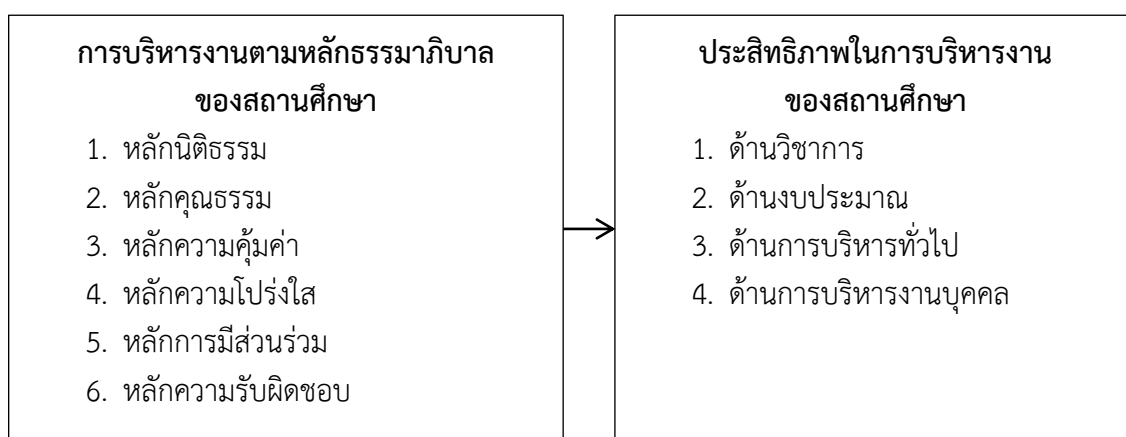 การบริหารงานตามหลักธรรมาภิบาล
ของสถานศึกษา
1. หลักนิติธรรม
2. หลักคุณธรรม
3. หลักความคุ้มค่า
4. หลักความโปร่งใส
5. หลักการมีส่วนร่วม
6. หลักความรับผิดชอบ
ประสิทธิภาพในการบริหารงาน
ของสถานศึกษา
1. ด้านวิชาการ
2. ด้านงบประมาณ
3. ด้านการบริหารทั่วไป
4. ด้านการบริหารงานบุคคล